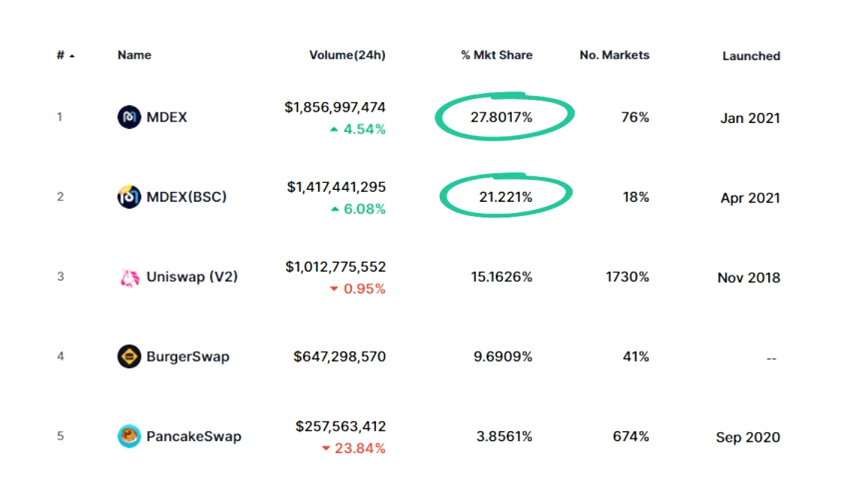 # Name Volume(24h) % Mkt Share No. Markets Launched
1 MDEX $1,856,997,474 27.8017% 76% Jan 2021
4.54%
2 MDEX(BSC) $1,417,441,295 21.221% 18% Apr 2021
6.08%
3 Uniswap (V2) $1,012,775,552 15.1626% 1730% Nov 2018
0.95%
4 BurgerSwap $647,298,570 9.6909% 41% --
5 PancakeSwap $257,563,412 3.8561% 674% Sep 2020
23.84%